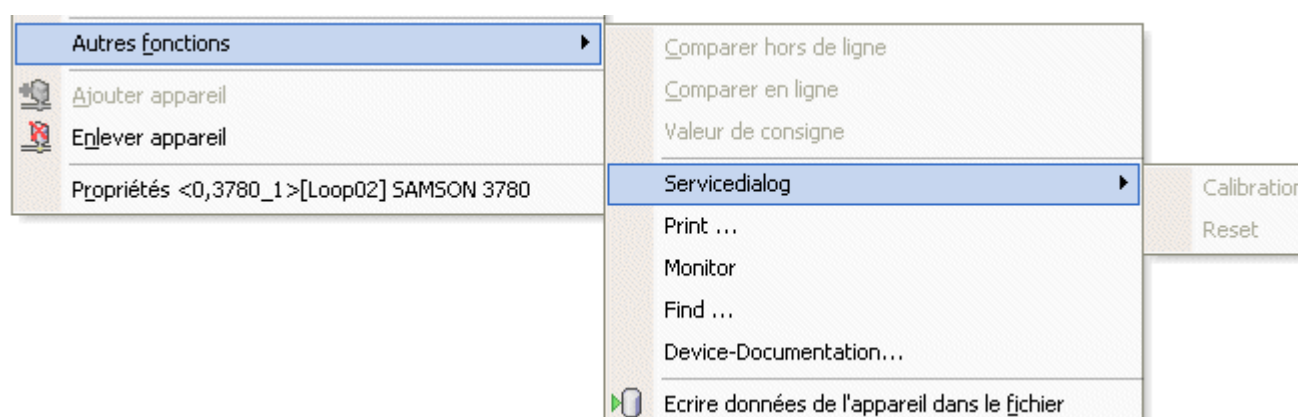 Autres fonctions
Ajouter appareil
Enlever appareil
Propriétés <0,3780_1>[Loop02] SAMSON 3780
Comparer hors de ligne
Comparer en ligne
Valeur de consigne
Servicedialog
Print ...
Monitor
Find ...
Device-Documentation...
Ecrire données de l'appareil dans le fichier
Calibration
Reset